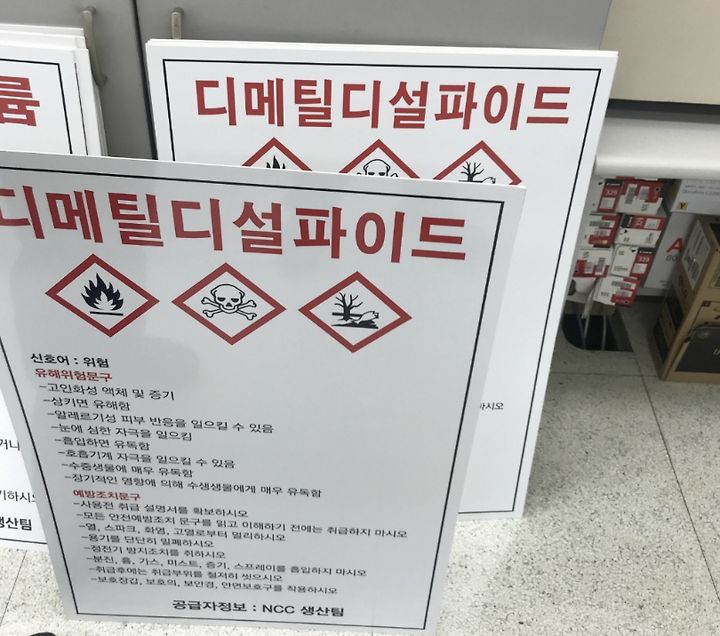 디메틸디설파이드
륨
디메틸디설파이드
신호어 : 위험
유해위험문구
-고인화성 액체 및 증기
-삼키면 유해함
-알레르기성 피부 반응을 일으킬 수 있음
-눈에 심한 자극을 일으킴
-흡입하면 유독함
-호흡기계 자극을 일으킬 수 있음
-수중생물에 매우 유독함
-장기적인 영향에 의해 수생생물에게 매우 유독함
예방조치문구
-사용전 취급 설명서를 확보하시오
-모든 안전예방조치 문구를 읽고 이해하기 전에는 취급하지 마시오
-열, 스파크, 화염, 고열로부터 멀리하시오
-용기를 단단히 밀폐하시오
-정전기 방지조치를 취하시오
-분진, 흄, 가스, 미스트, 증기, 스프레이를 흡입하지 마시오
-취급후에는 취급부위를 철저히 씻으시오
-보호장갑, 보호의, 보안경, 안면보호구를 착용하시오
공급자정보 : NCC 생산팀
하시오
거나
기하시오
생산팀
329
329